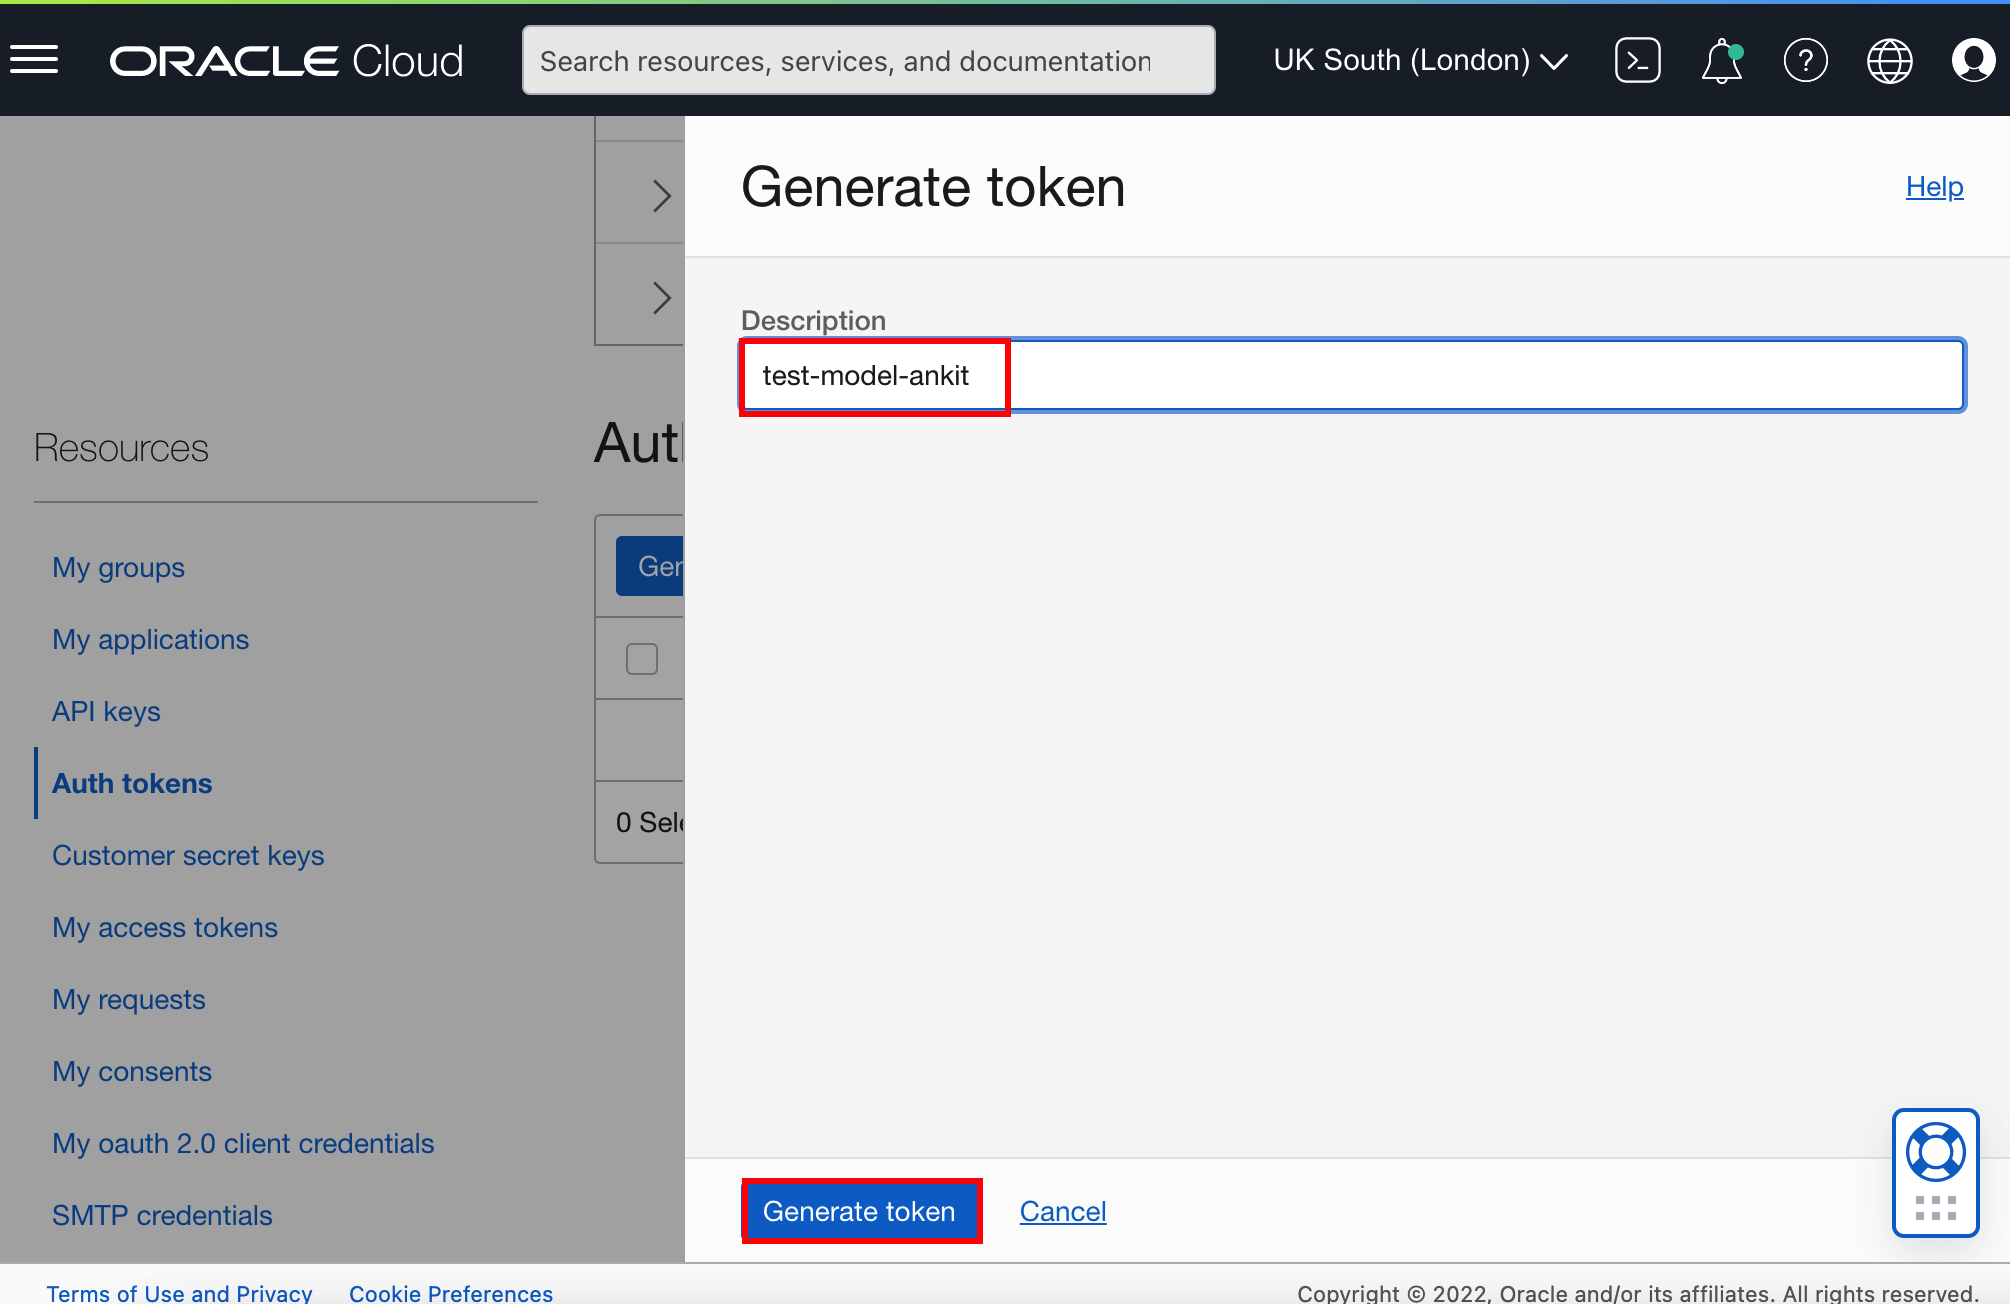 ORACLE Cloud
Search resources, services, and documentation
UK South (London)
Generate token
Help
Description
test-model-ankit
Resources
My groups
My applications
API keys
Auth tokens
Customer secret keys
My access tokens
My requests
My consents
My oauth 2.0 client credentials
SMTP credentials
Aut
Ger
0 Sele
Generate token
Cancel
Terms of Use and Privacy
Cookie Preferences
Copyright © 2022, Oracle and/or its affiliates. All rights reserved.